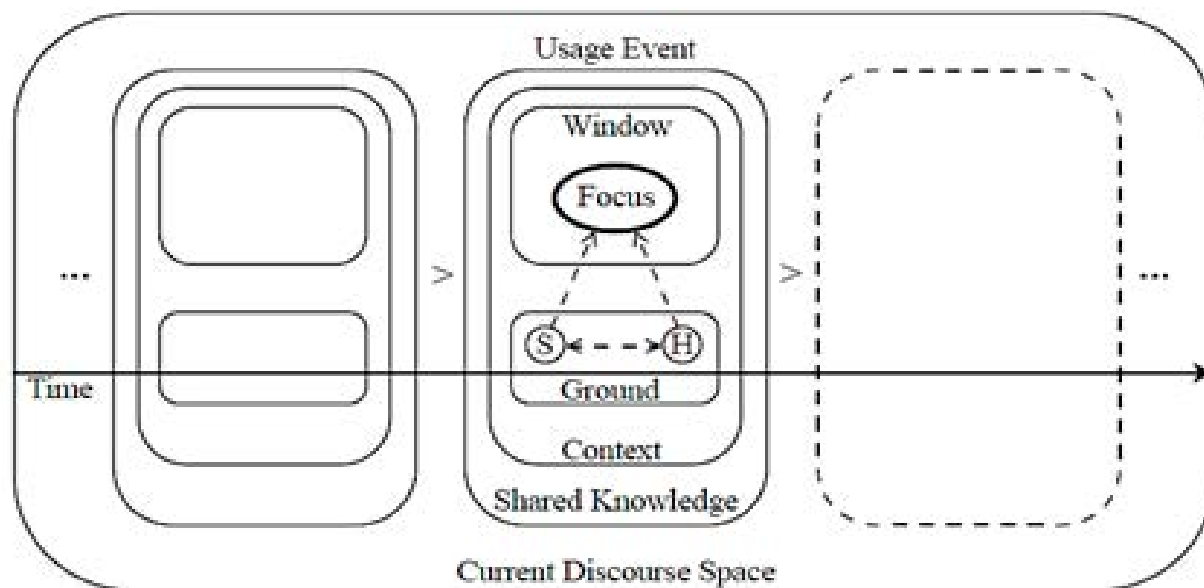 Usage Event
Window
Focus
... > > ...
S H
Time
Ground
Context
Shared Knowledge
Current Discourse Space